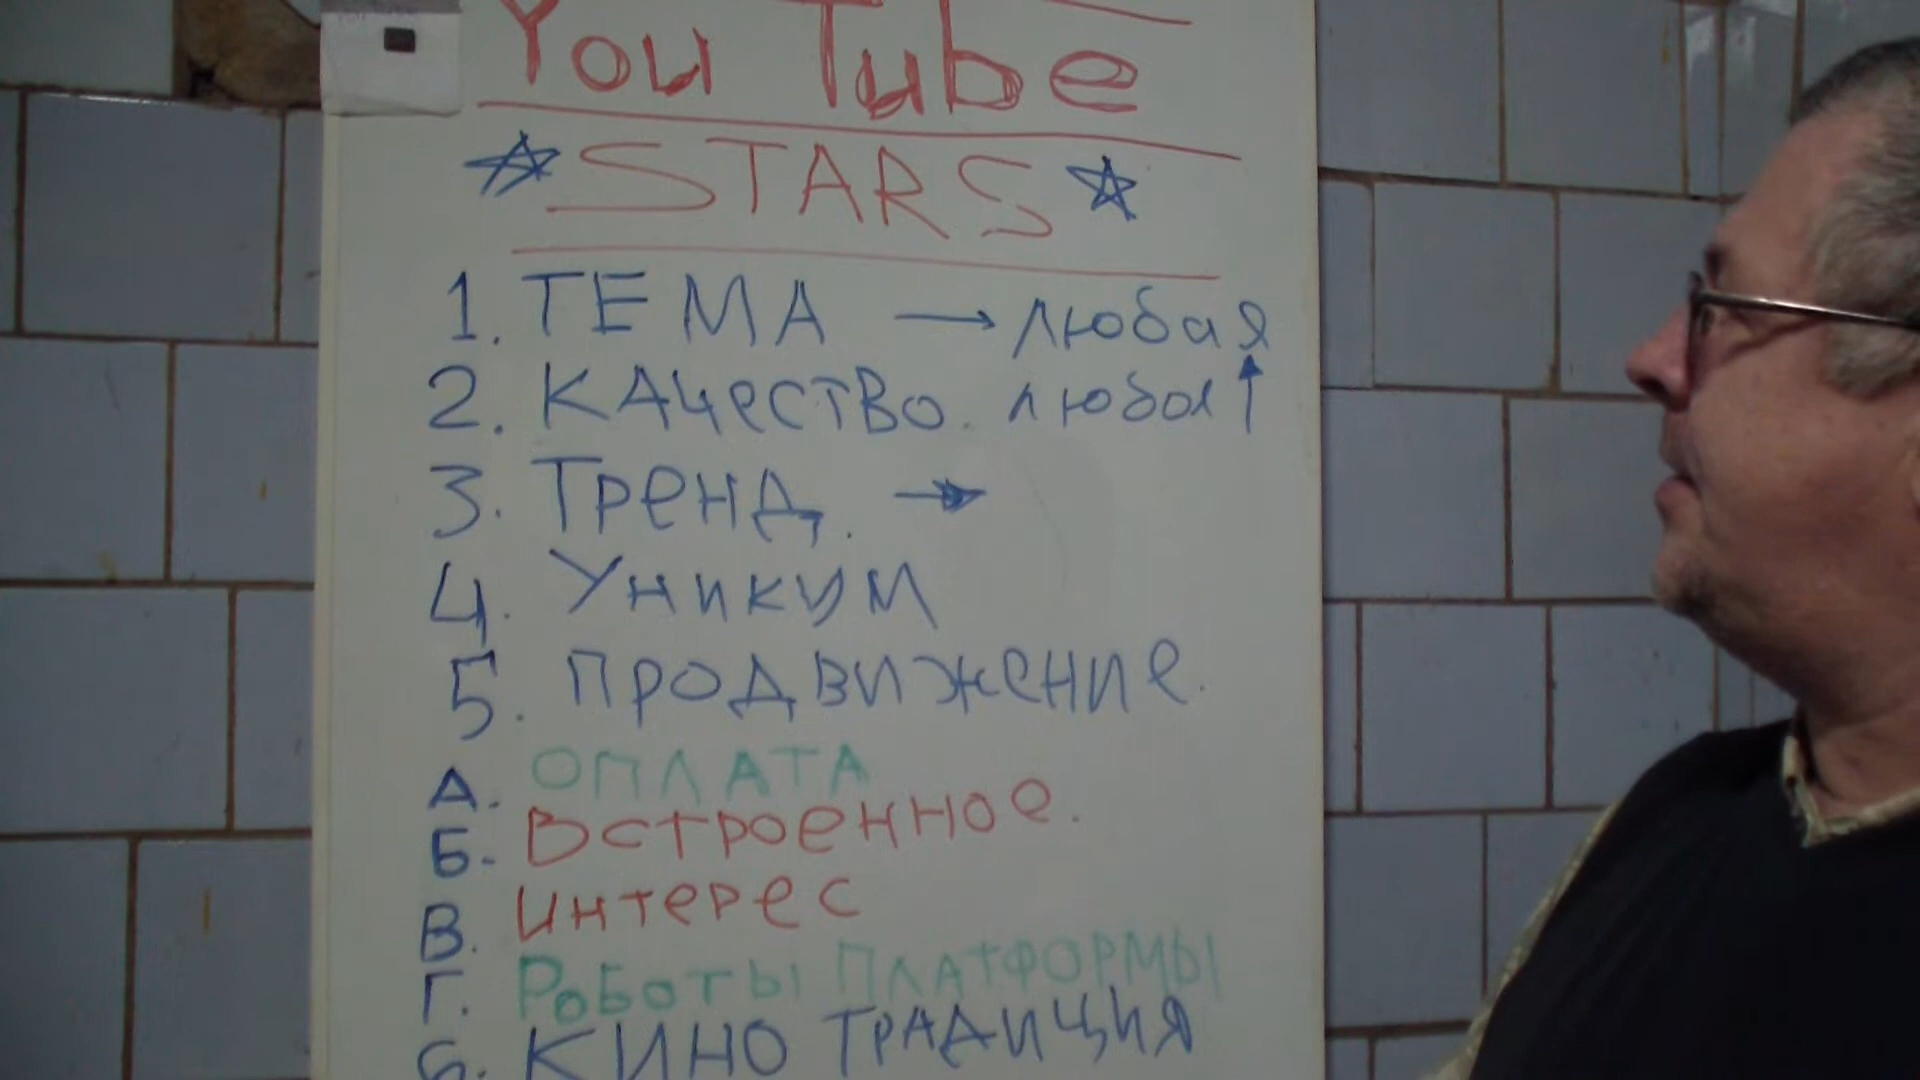 You Tube
STARS
1. ТЕМА → любая
2. КАчество. любая ↑
3. Тренд. →
4. Уникум
5. продвижение.
А. ОПЛАТА
Б. Встроенное.
В. Интерес
Г. РоБоты ПЛАТФОРМЫ
6. КИНО ТРАДИЦИЯ